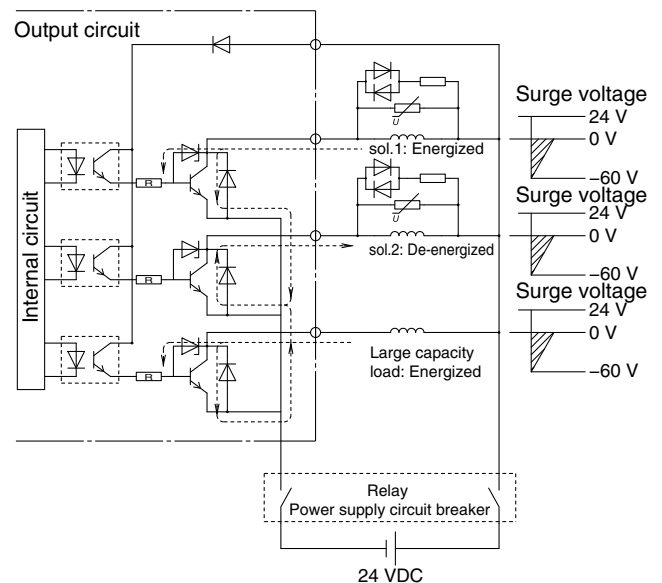 Output circuit
Internal circuit
R
R
R
U
sol.1: Energized
U
sol.2: De-energized
Large capacity
load: Energized
Surge voltage
24 V
0 V
−60 V
Surge voltage
24 V
0 V
−60 V
Surge voltage
24 V
0 V
−60 V
Relay
Power supply circuit breaker
24 VDC